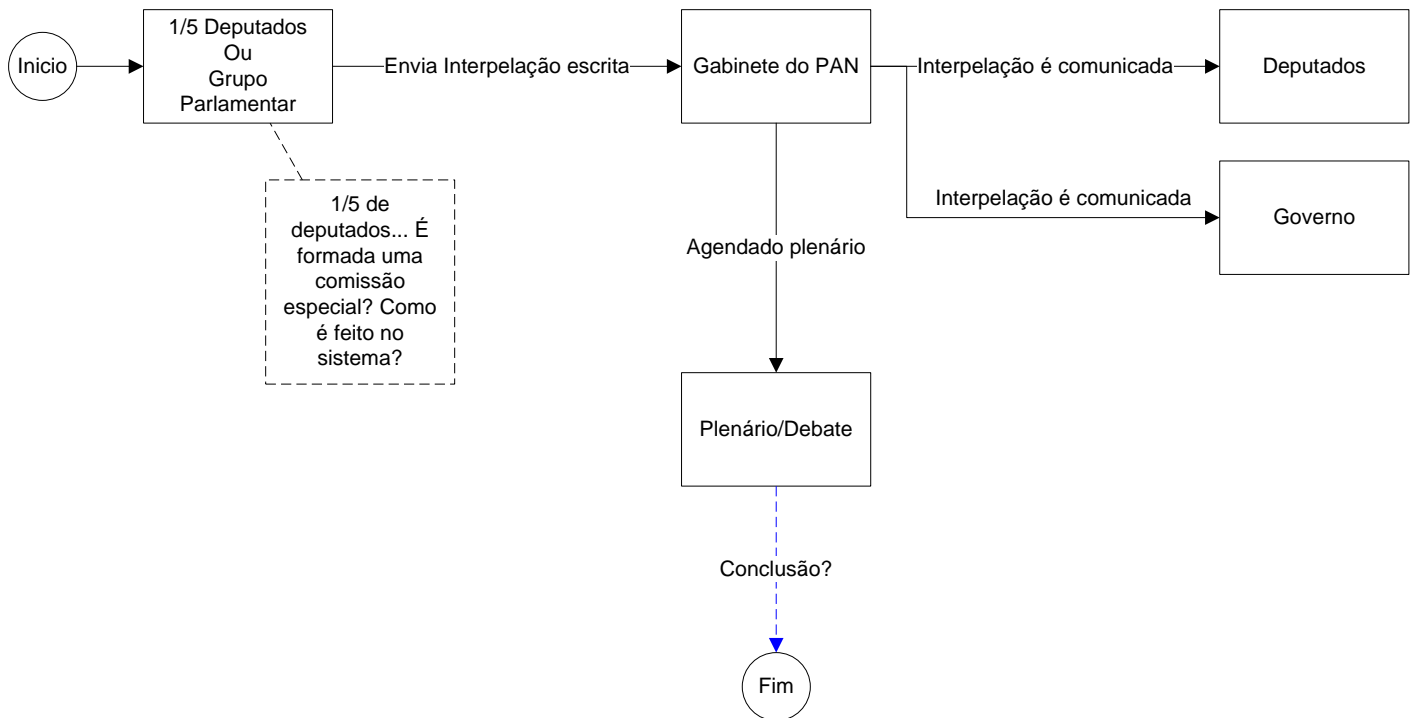 Inicio
1/5 Deputados
Ou
Grupo
Parlamentar
Envia Interpelação escrita
Gabinete do PAN
Interpelação é comunicada
Deputados
Interpelação é comunicada
Governo
1/5 de
deputados... É
formada uma
comissão
especial? Como
é feito no
sistema?
Agendado plenário
Plenário/Debate
Conclusão?
Fim